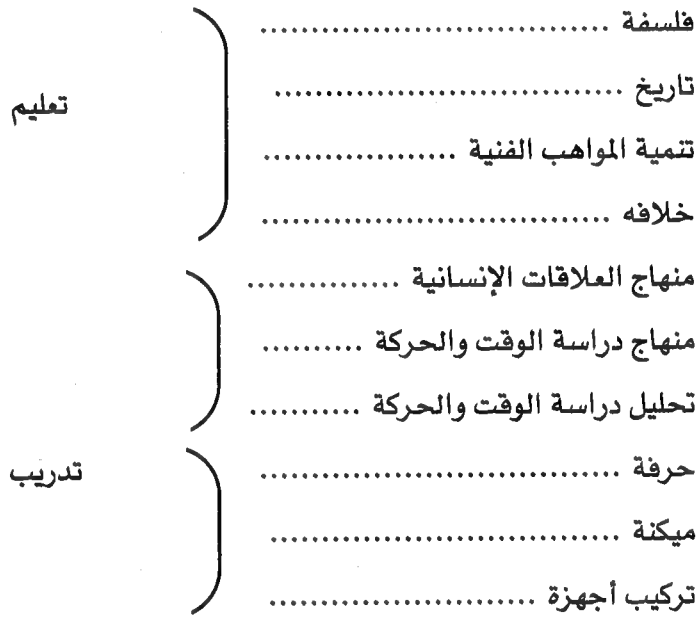 فلسفة .................................
تاريخ .................................
تعليم
تنمية المواهب الفنية ...................
خلافه .................................
منهاج العلاقات الإنسانية ...............
منهاج دراسة الوقت والحركة ..........
تحليل دراسة الوقت والحركة ...........
حرفة ..................................
تدريب
ميكنة .................................
تركيب أجهزة .........................